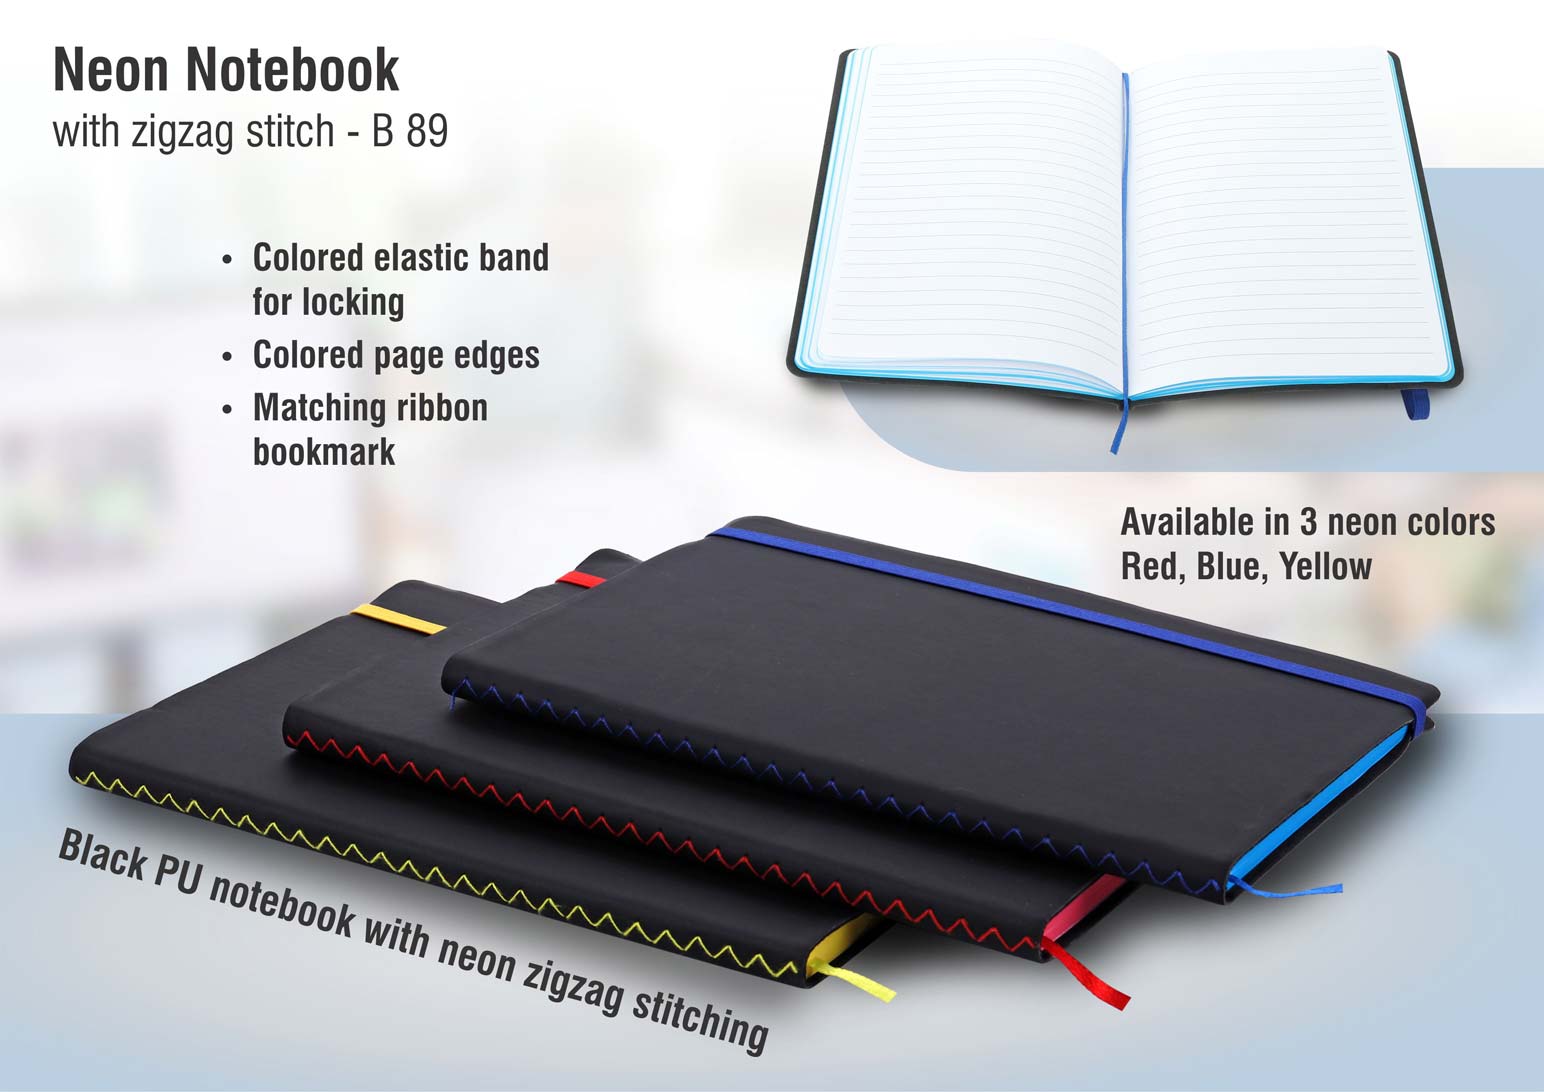 Neon Notebook
with zigzag stitch - B 89
• Colored elastic band
for locking
• Colored page edges
• Matching ribbon
bookmark
Available in 3 neon colors
Red, Blue, Yellow
Black PU notebook with neon zigzag stitching